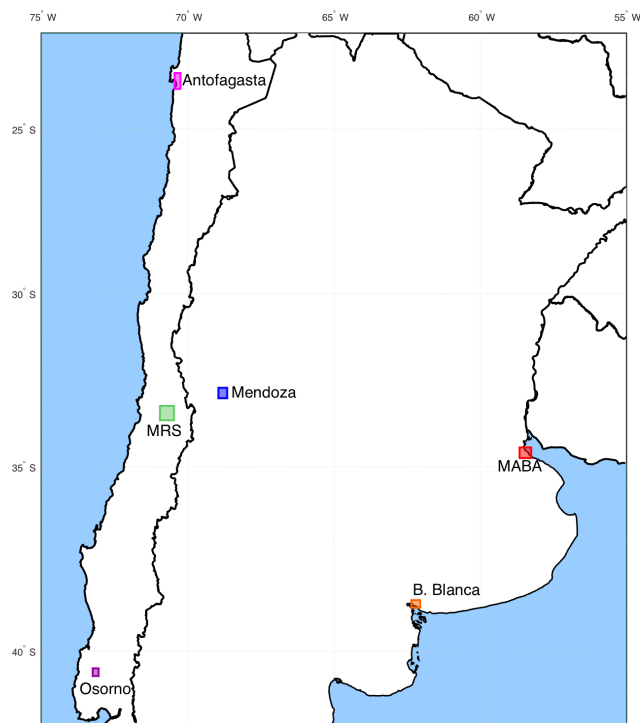 75° W
70° W
65° W
60° W
55° W
Antofagasta
25° S
30° S
Mendoza
MRS
35° S
MABA
B. Blanca
40° S
Osorno